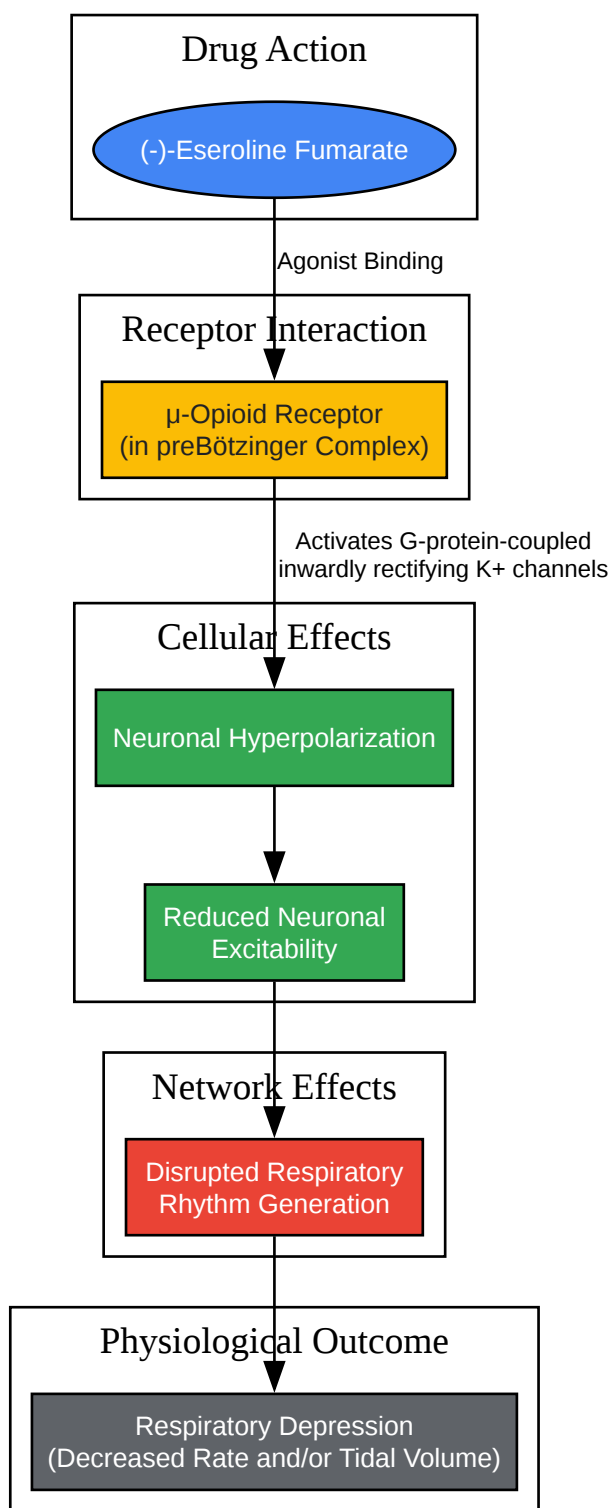 Drug Action
(-)-Eseroline Fumarate
Agonist Binding
Receptor Interaction
μ-Opioid Receptor
(in preBötzinger Complex)
Activates G-protein-coupled
inwardly rectifying K+ channels
Cellular Effects
Neuronal Hyperpolarization
Reduced Neuronal
Excitability
Network Effects
Disrupted Respiratory
Rhythm Generation
Physiological Outcome
Respiratory Depression
(Decreased Rate and/or Tidal Volume)